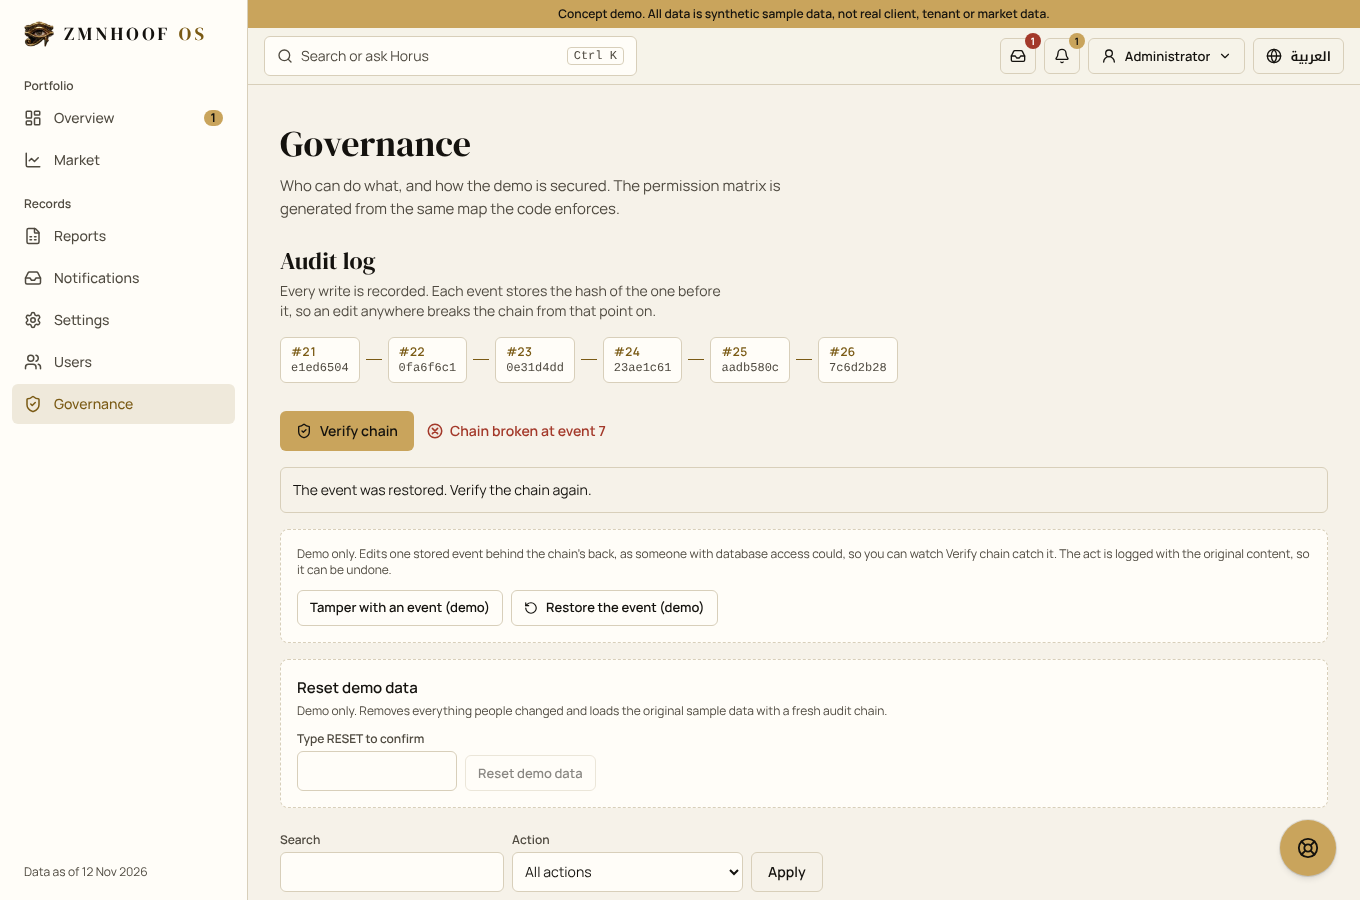 ZMNHOOF OS
Portfolio
Overview
1
Market
Records
Reports
Notifications
Settings
Users
Governance
Data as of 12 Nov 2026
Concept demo. All data is synthetic sample data, not real client, tenant or market data.
Search or ask Horus
Ctrl K
1
1
Administrator
العربية
Governance
Who can do what, and how the demo is secured. The permission matrix is
generated from the same map the code enforces.
Audit log
Every write is recorded. Each event stores the hash of the one before
it, so an edit anywhere breaks the chain from that point on.
#21
e1ed6504
#22
0fa6f6c1
#23
0e31d4dd
#24
23ae1c61
#25
aadb580c
#26
7c6d2b28
Verify chain
Chain broken at event 7
The event was restored. Verify the chain again.
Demo only. Edits one stored event behind the chain's back, as someone with database access could, so you can watch Verify chain catch it. The act is logged with the original content, so
it can be undone.
Tamper with an event (demo)
Restore the event (demo)
Reset demo data
Demo only. Removes everything people changed and loads the original sample data with a fresh audit chain.
Type RESET to confirm
Reset demo data
Search
Action
All actions
Apply